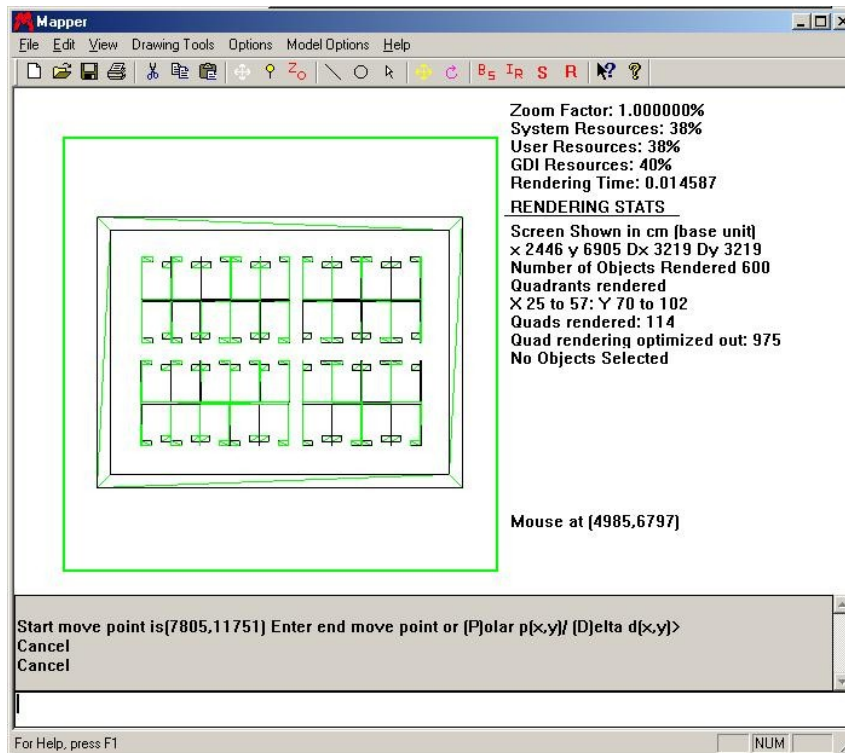 Mapper
File Edit View Drawing Tools Options Model Options Help
Z O B S I R S R ? ?
Zoom Factor: 1.000000%
System Resources: 38%
User Resources: 38%
GDI Resources: 40%
Rendering Time: 0.014587
RENDERING STATS
Screen Shown in cm (base unit)
x 2446 y 6905 Dx 3219 Dy 3219
Number of Objects Rendered 600
Quadrants rendered
X 25 to 57: Y 70 to 102
Quads rendered: 114
Quad rendering optimized out: 975
No Objects Selected
Mouse at (4985,6797)
Start move point is(7805,11751) Enter end move point or (P)olar p(x,y)/ (D)elta d(x,y)>
Cancel
Cancel
For Help, press F1 NUM